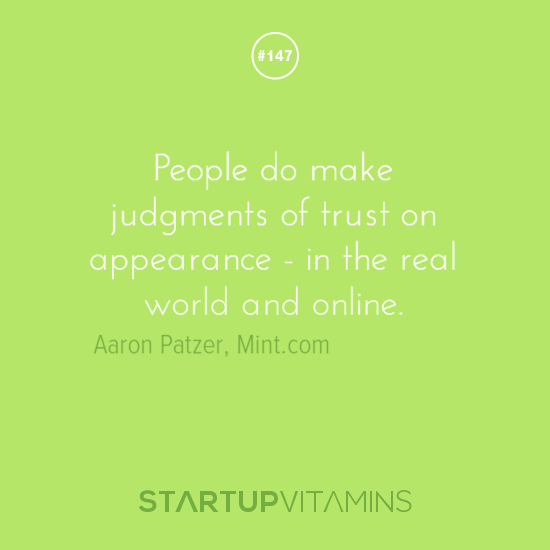 #147
People do make
judgments of trust on
appearance - in the real
world and online.
Aaron Patzer, Mint.com
STARTUPVITAMINS